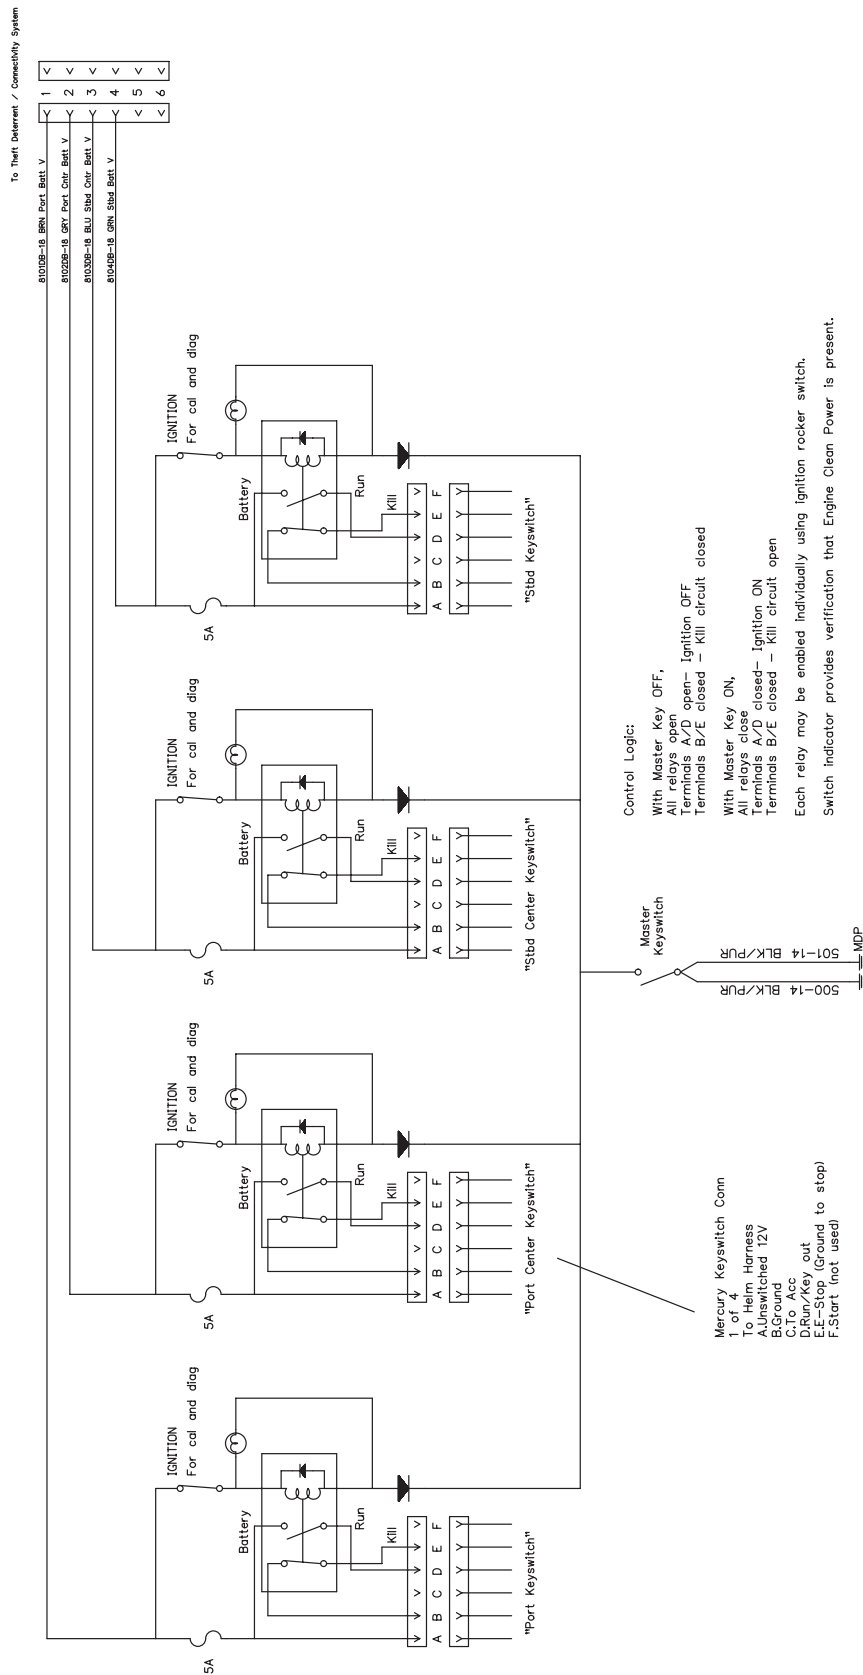 To Theft Deterrent / Connectivity System
1
2
3
4
5
6
8101DB-18 BRN Port Batt V
8102DB-18 GRY Port Cntr Batt V
8103DB-18 BLU Stbd Cntr Batt V
8104DB-18 GRN Stbd Batt V
IGNITION
For cal and diag
5A
Battery
Run
Kill
A B C D E F
"Port Keyswitch"
IGNITION
For cal and diag
5A
Battery
Run
Kill
A B C D E F
"Port Center Keyswitch"
IGNITION
For cal and diag
5A
Battery
Run
Kill
A B C D E F
"Stbd Center Keyswitch"
IGNITION
For cal and diag
5A
Battery
Run
Kill
A B C D E F
"Stbd Keyswitch"
Mercury Keyswitch Conn
1 of 4
To Helm Harness
A.Unswitched 12V
B.Ground
C.To Acc
D.Run/Key out
E.E-Stop (Ground to stop)
F.Start (not used)
Master
Keyswitch
500-14 BLK/PUR
501-14 BLK/PUR
MDP
Control Logic:
With Master Key OFF,
All relays open
Terminals A/D open- Ignition OFF
Terminals B/E closed - Kill circuit closed
With Master Key ON,
All relays close
Terminals A/D closed- Ignition ON
Terminals B/E closed - Kill circuit open
Each relay may be enabled individually using ignition rocker switch.
Switch indicator provides verification that Engine Clean Power is present.